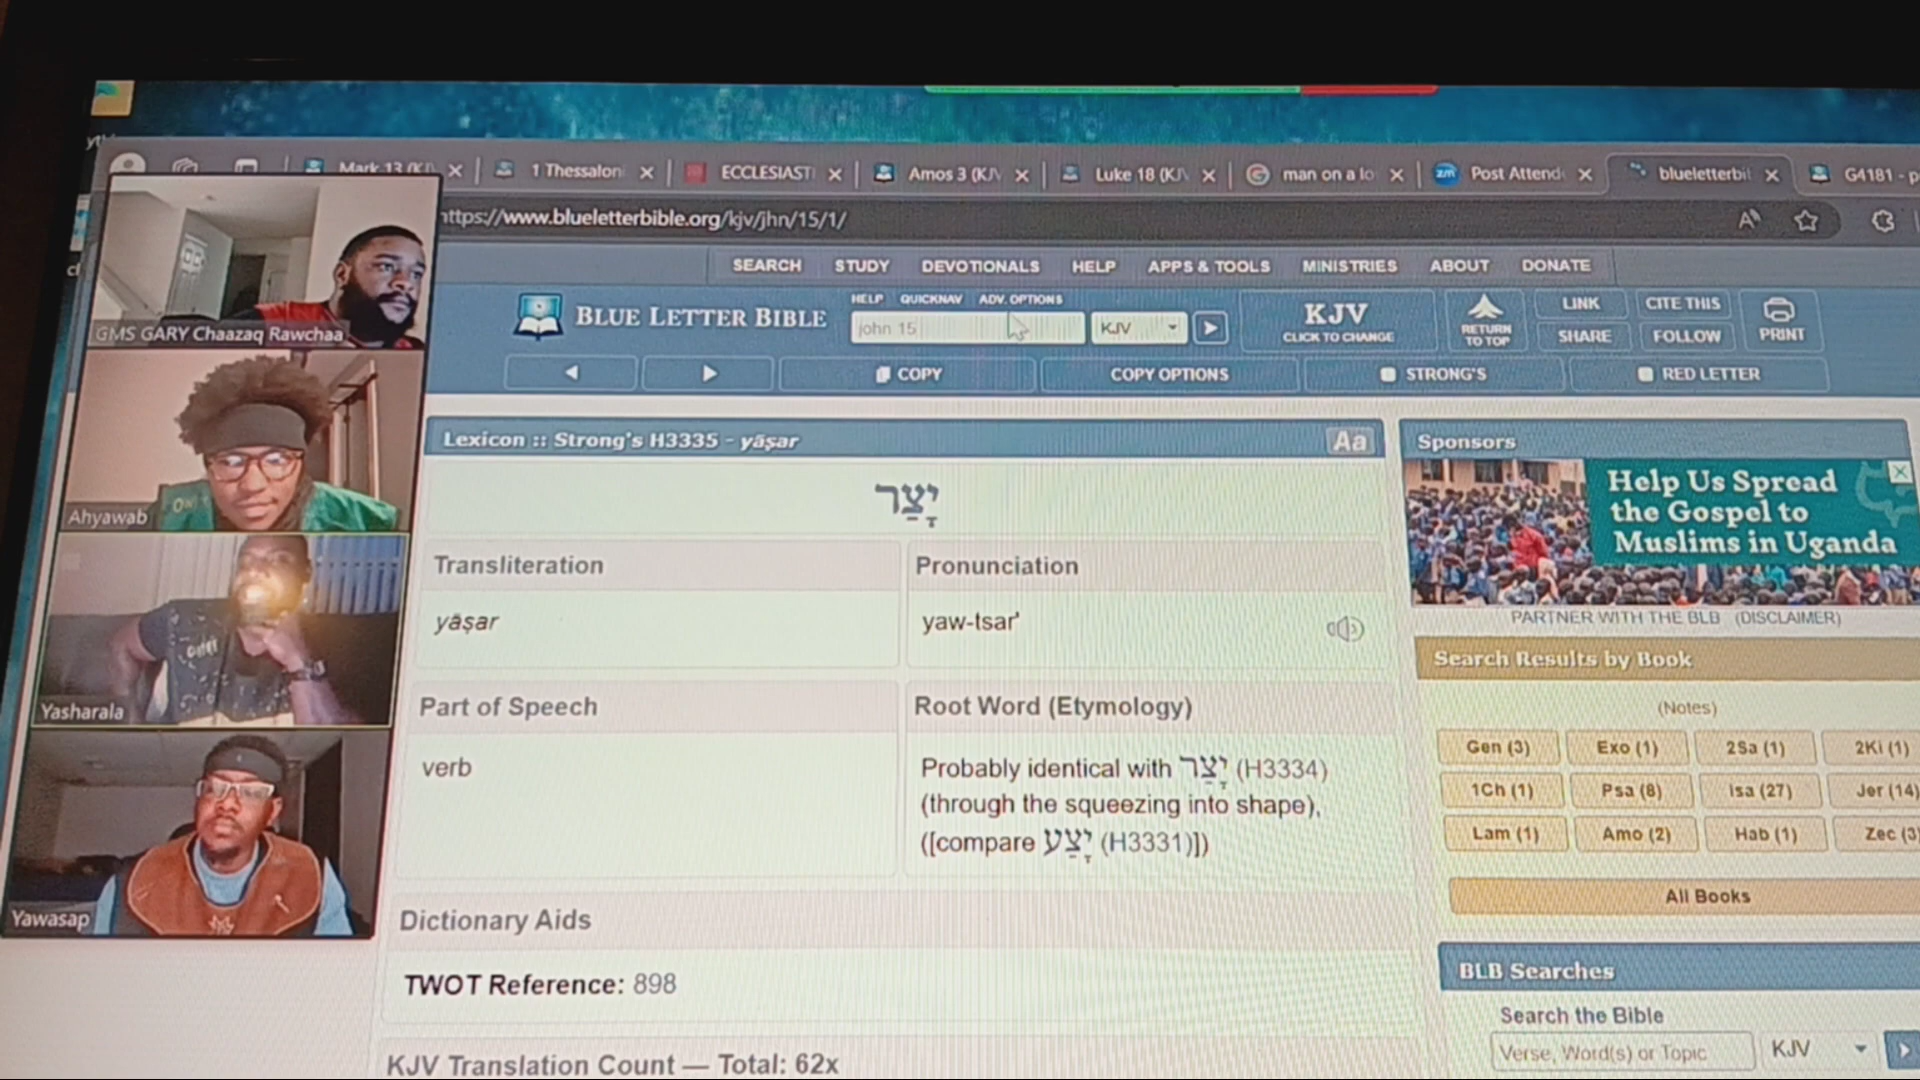 Mark 13 (KJ
1 Thessalon
ECCLESIAST
Amos 3 (KJV
Luke 18 (KJV
man on a lo
Post Attend
blueletterbi
G4181 - p
ttps://www.blueletterbible.org/kjv/jhn/15/1/
SEARCH STUDY DEVOTIONALS HELP APPS & TOOLS MINISTRIES ABOUT DONATE
BLUE LETTER BIBLE
HELP QUICKNAV ADV. OPTIONS
john 15
KJV
KJV
CLICK TO CHANGE
RETURN
TO TOP
LINK
CITE THIS
SHARE
FOLLOW
PRINT
COPY
COPY OPTIONS
STRONG'S
RED LETTER
GMS GARY Chaazaq Rawchaa
Ahyawab
Yasharala
Yawasap
Lexicon :: Strong's H3335 - yāṣar
Aa
יָצַר
Transliteration
yāṣar
Pronunciation
yaw-tsar'
Part of Speech
verb
Root Word (Etymology)
Probably identical with יָצַר (H3334)
(through the squeezing into shape),
([compare יָצַע (H3331)])
Dictionary Aids
TWOT Reference: 898
KJV Translation Count — Total: 62x
Sponsors
Help Us Spread
the Gospel to
Muslims in Uganda
PARTNER WITH THE BLB (DISCLAIMER)
Search Results by Book
(Notes)
Gen (3) Exo (1) 2Sa (1) 2Ki (1)
1Ch (1) Psa (8) Isa (27) Jer (14)
Lam (1) Amo (2) Hab (1) Zec (3
All Books
BLB Searches
Search the Bible
Verse, Word(s) or Topic
KJV